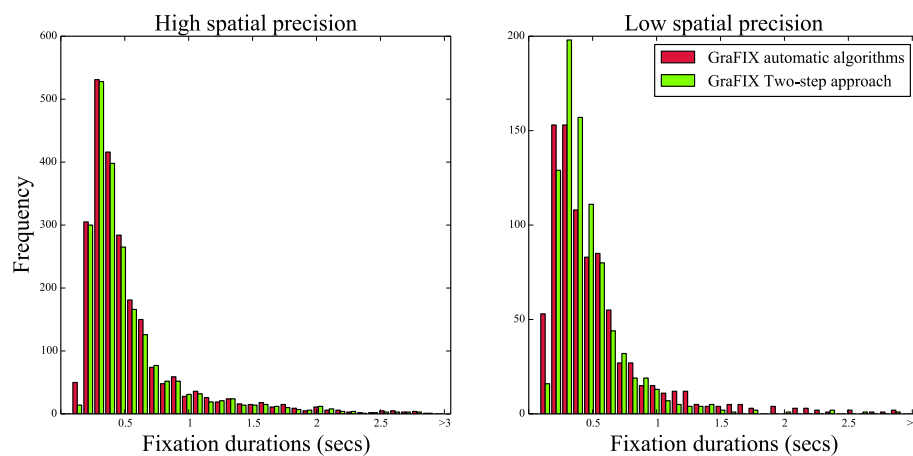 High spatial precision
600
500
400
300
200
100
0
Frequency
0.5 1 1.5 2 2.5 >3
Fixation durations (secs)
Low spatial precision
GraFIX automatic algorithms
GraFIX Two-step approach
200
150
100
50
0
0.5 1 1.5 2 2.5 >
Fixation durations (secs)